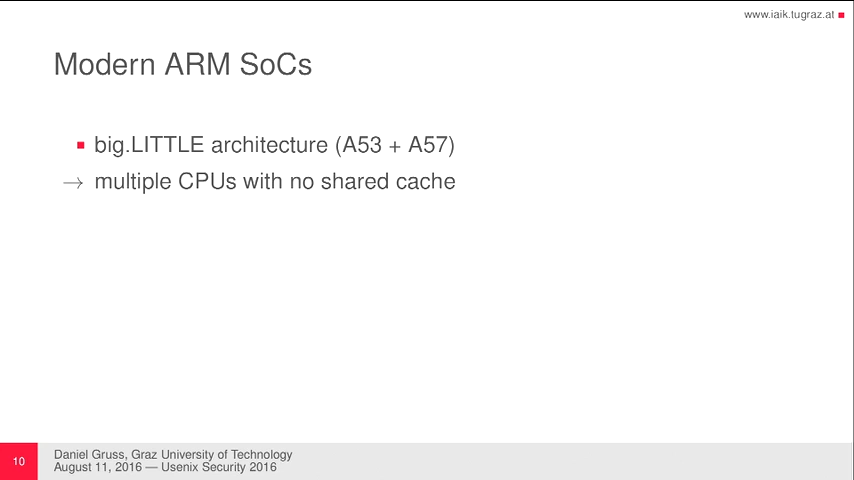 www.iaik.tugraz.at
Modern ARM SoCs
big.LITTLE architecture (A53 + A57)
→ multiple CPUs with no shared cache
10
Daniel Gruss, Graz University of Technology
August 11, 2016 — Usenix Security 2016